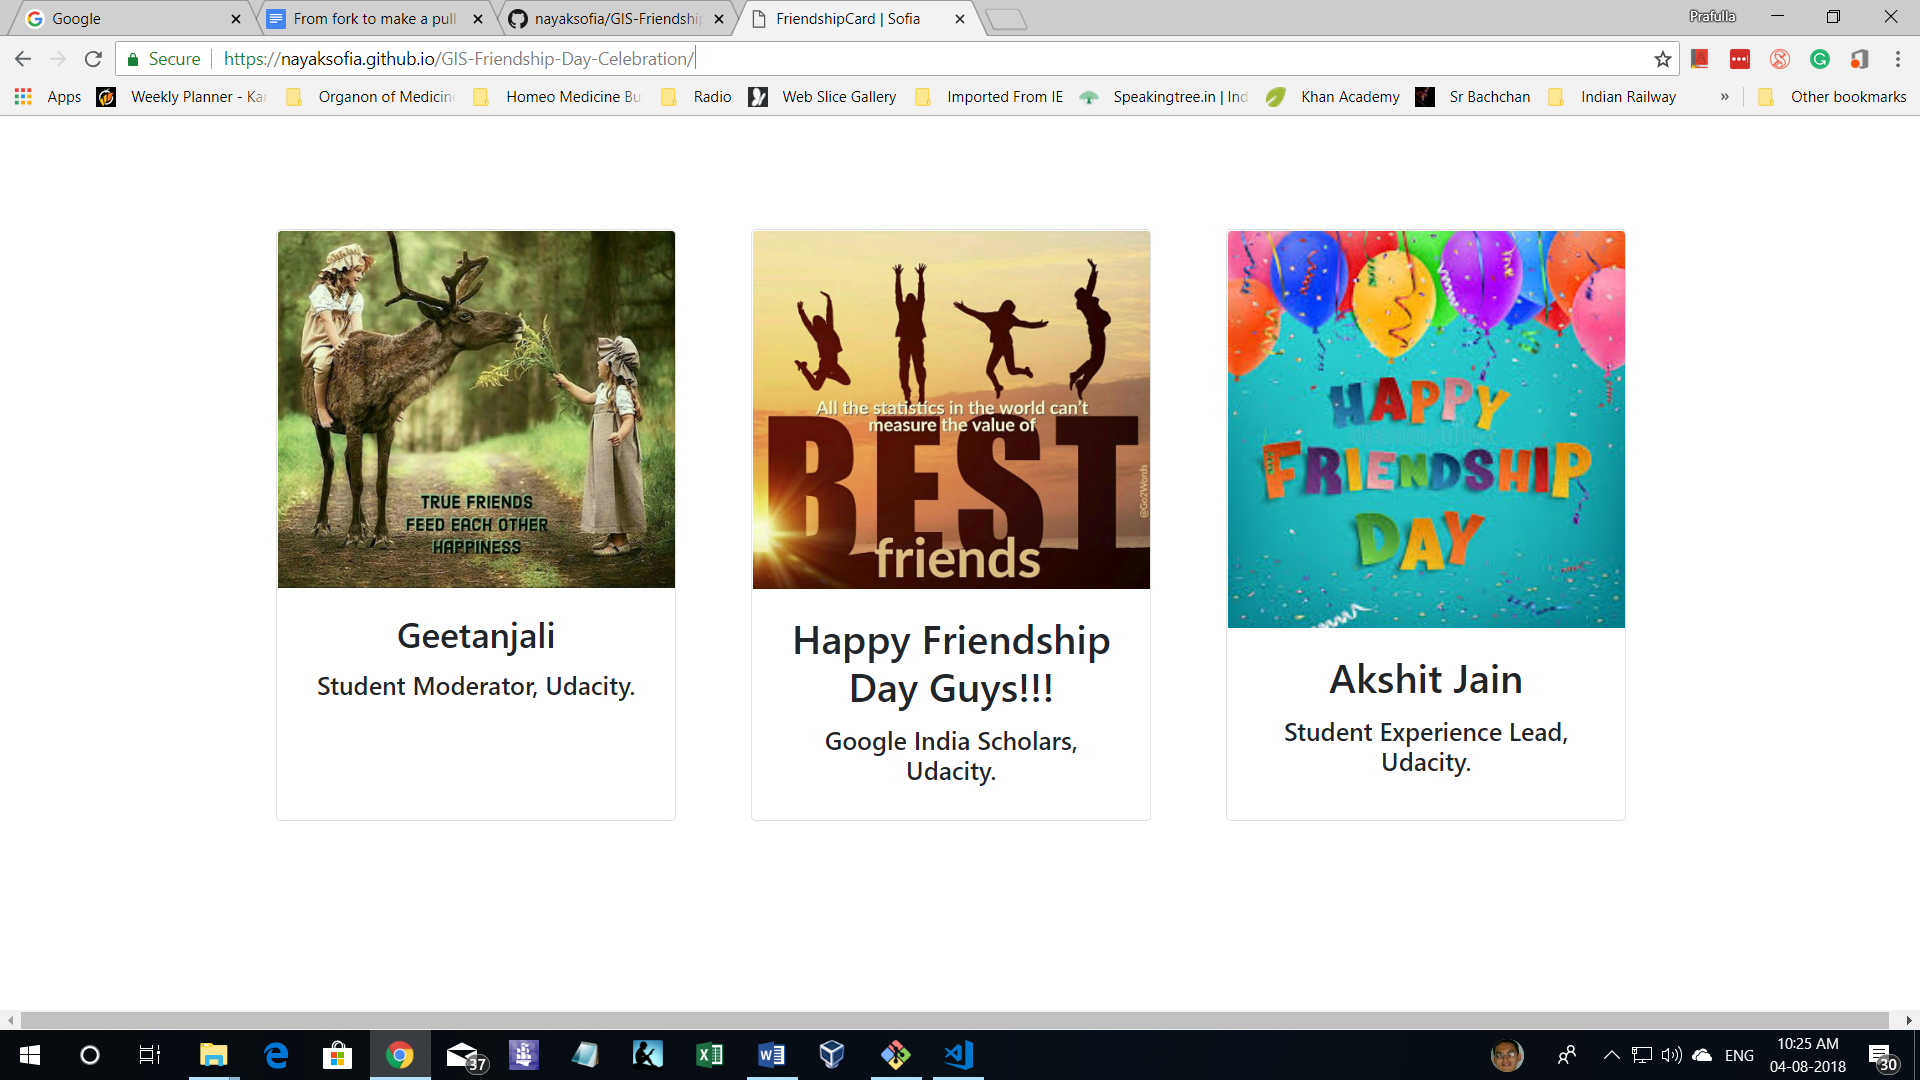 Google
From fork to make a pull
nayaksofia/GIS-Friendship
FriendshipCard | Sofia
Prafulla
Secure
https://nayaksofia.github.io/GIS-Friendship-Day-Celebration/
Apps
Weekly Planner - Kar
Organon of Medicine
Homeo Medicine Bu
Radio
Web Slice Gallery
Imported From IE
Speakingtree.in | Ind
Khan Academy
Sr Bachchan
Indian Railway
»
Other bookmarks
TRUE FRIENDS
FEED EACH OTHER
HAPPINESS
Geetanjali
Student Moderator, Udacity.
All the statistics in the world can't
measure the value of
BEST
friends
@Go2Words
Happy Friendship
Day Guys!!!
Google India Scholars,
Udacity.
HAPPY
FRIENDSHIP
DAY
Akshit Jain
Student Experience Lead,
Udacity.
37
ENG
10:25 AM
04-08-2018
30